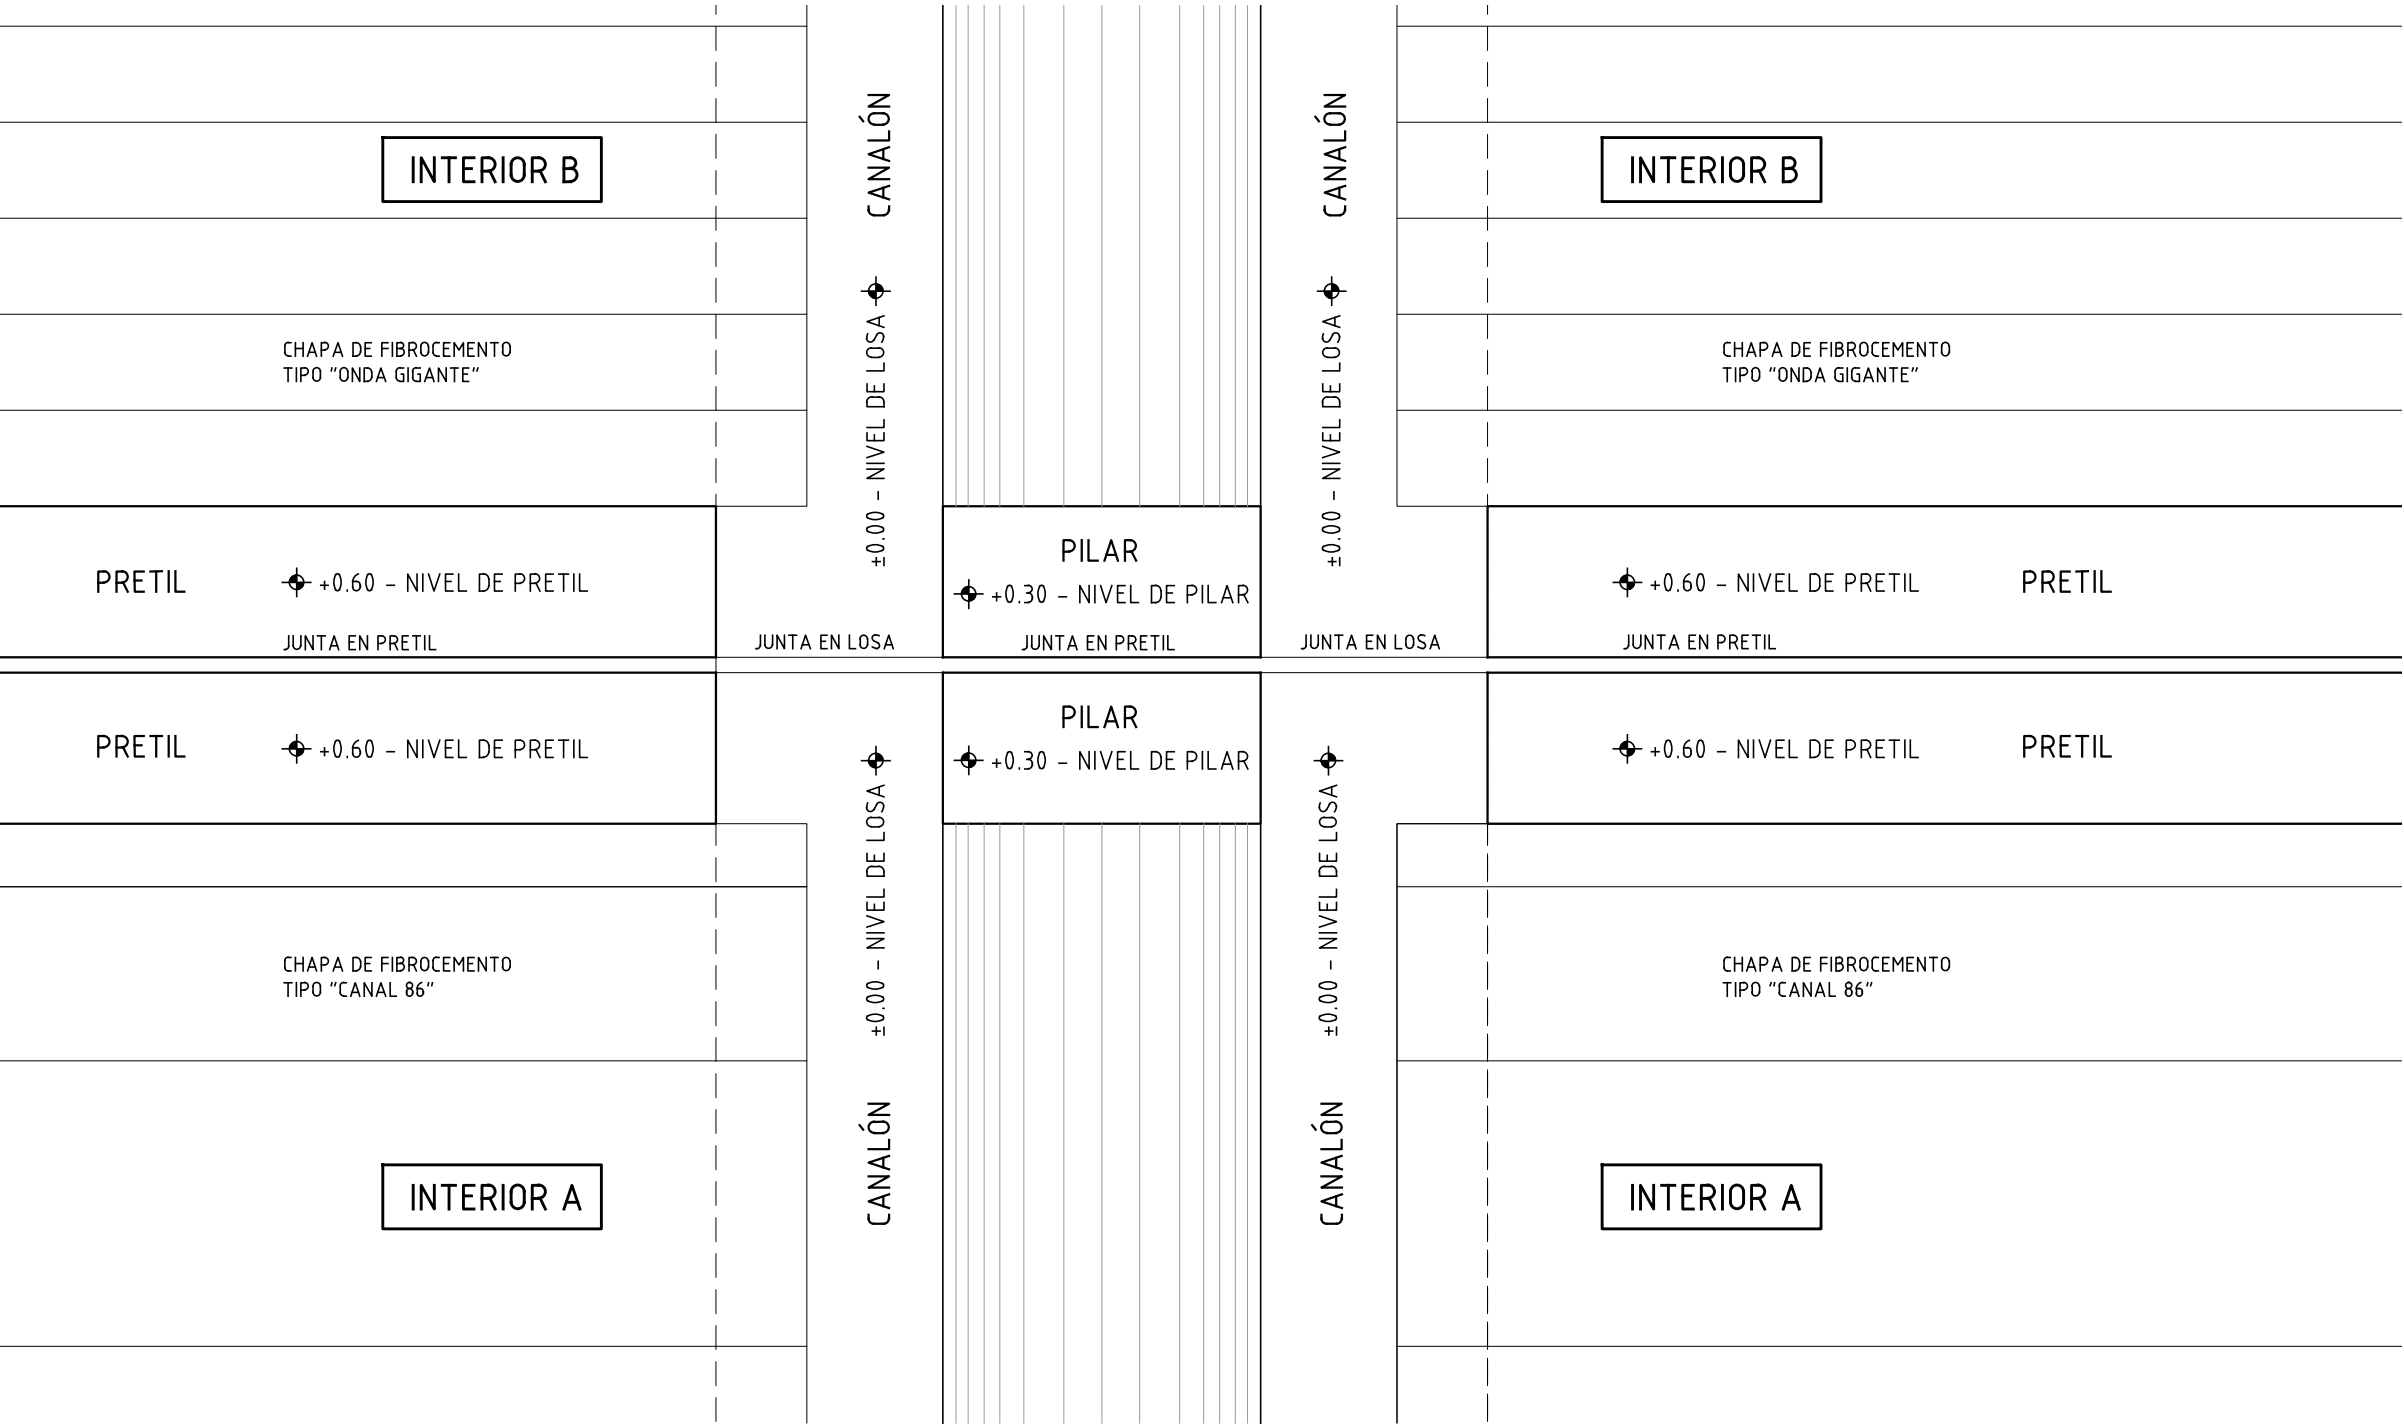 CANALÓN
CANALÓN
INTERIOR B
INTERIOR B
±0.00 - NIVEL DE LOSA
±0.00 - NIVEL DE LOSA
CHAPA DE FIBROCEMENTO
TIPO "ONDA GIGANTE"
CHAPA DE FIBROCEMENTO
TIPO "ONDA GIGANTE"
PILAR
PRETIL
+0.60 - NIVEL DE PRETIL
+0.30 - NIVEL DE PILAR
+0.60 - NIVEL DE PRETIL
PRETIL
JUNTA EN PRETIL
JUNTA EN LOSA
JUNTA EN PRETIL
JUNTA EN LOSA
JUNTA EN PRETIL
PILAR
PRETIL
+0.60 - NIVEL DE PRETIL
+0.30 - NIVEL DE PILAR
+0.60 - NIVEL DE PRETIL
PRETIL
±0.00 - NIVEL DE LOSA
±0.00 - NIVEL DE LOSA
CHAPA DE FIBROCEMENTO
TIPO "CANAL 86"
CHAPA DE FIBROCEMENTO
TIPO "CANAL 86"
CANALÓN
CANALÓN
INTERIOR A
INTERIOR A